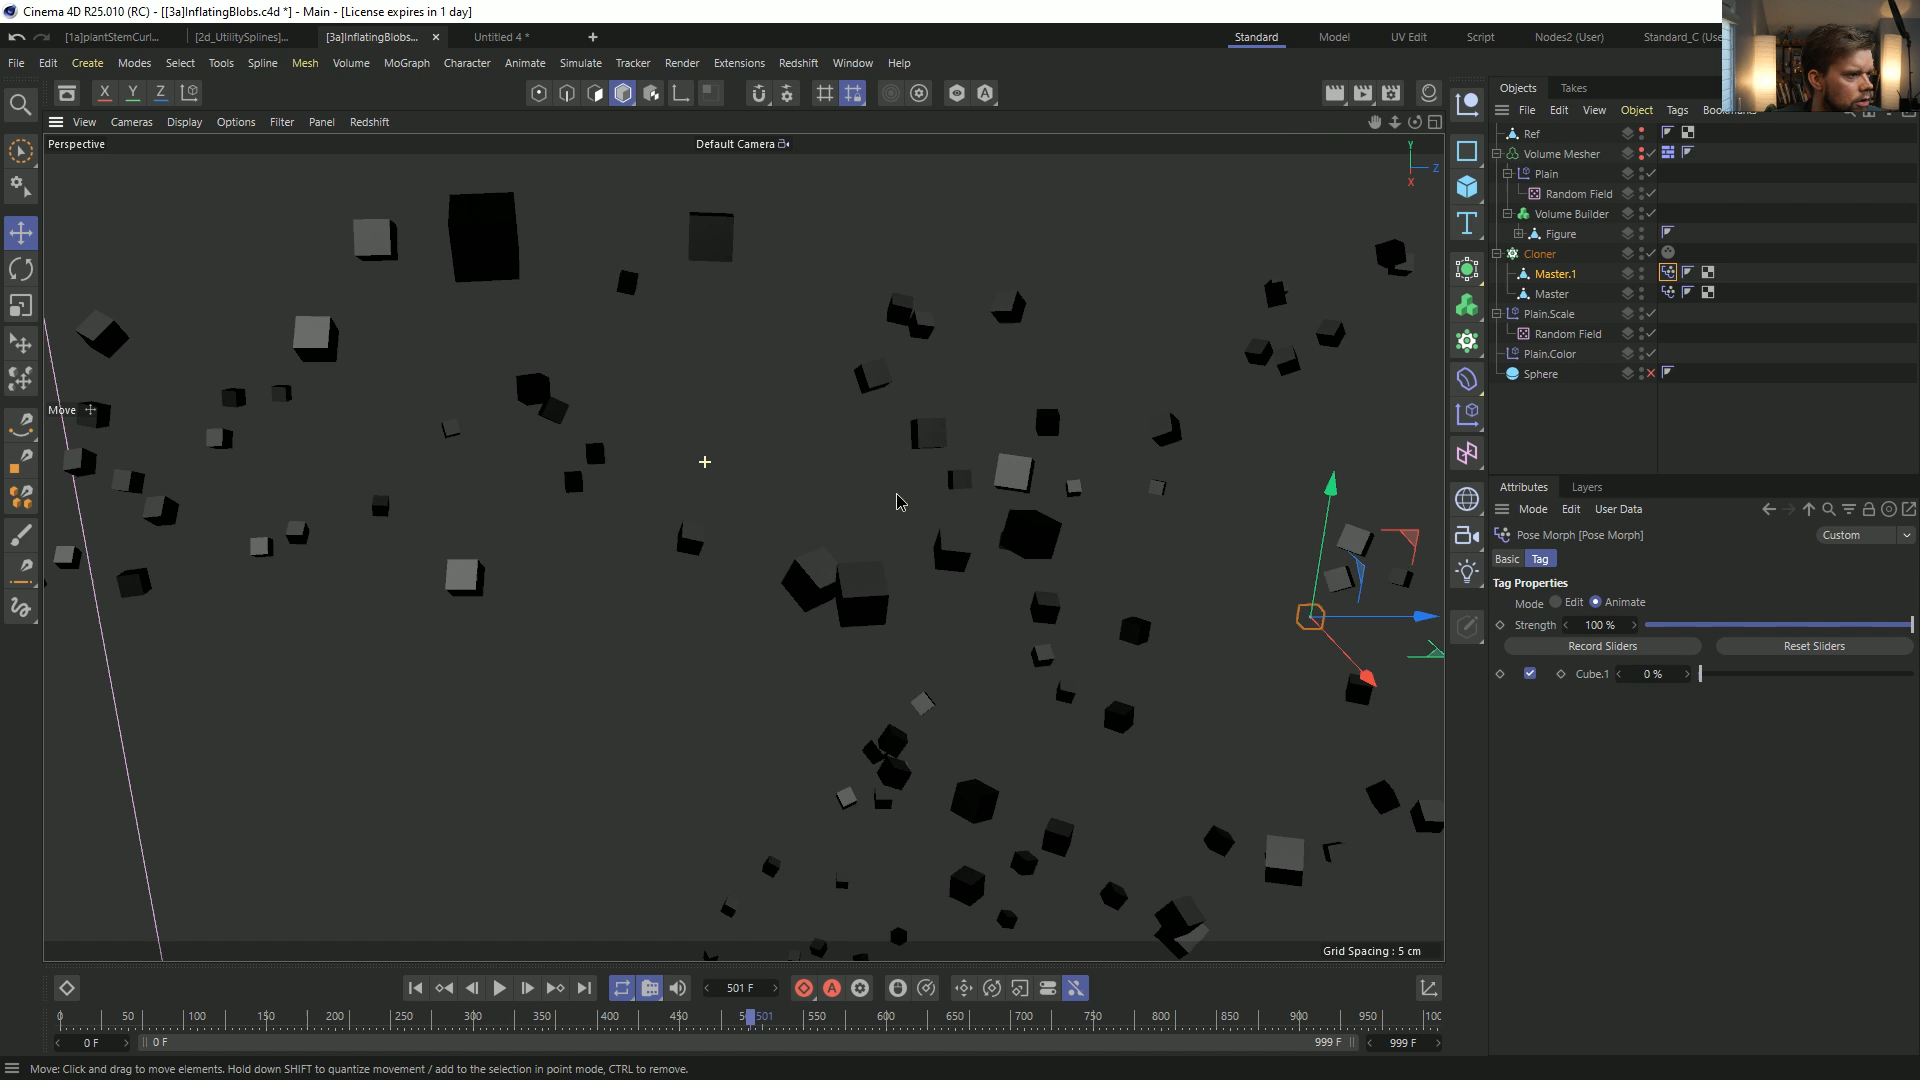 Cinema 4D R25.010 (RC) - [[3a]InflatingBlobs.c4d *] - Main - [License expires in 1 day]
[1a]plantStemCurl... [2d_UtilitySplines]... [3a]InflatingBlobs... Untitled 4 * Standard Model UV Edit Script Nodes2 (User) Standard_C (Use
File Edit Create Modes Select Tools Spline Mesh Volume MoGraph Character Animate Simulate Tracker Render Extensions Redshift Window Help
X Y Z
Objects Takes
File Edit View Object Tags
View Cameras Display Options Filter Panel Redshift
Perspective
Default Camera
Y
Z
X
Ref
Volume Mesher
Plain
Random Field
Volume Builder
Figure
Cloner
Master.1
Master
Plain.Scale
Random Field
Plain.Color
Sphere
Move
Attributes Layers
Mode Edit User Data
Pose Morph [Pose Morph] Custom
Basic Tag
Tag Properties
Mode Edit Animate
Strength 100 %
Record Sliders Reset Sliders
Cube.1 0 %
Grid Spacing : 5 cm
501 F
0 50 100 150 200 250 300 350 400 450 501 550 600 650 700 750 800 850 900 950 100
0 F 0 F 999 F 999 F
Move: Click and drag to move elements. Hold down SHIFT to quantize movement / add to the selection in point mode, CTRL to remove.